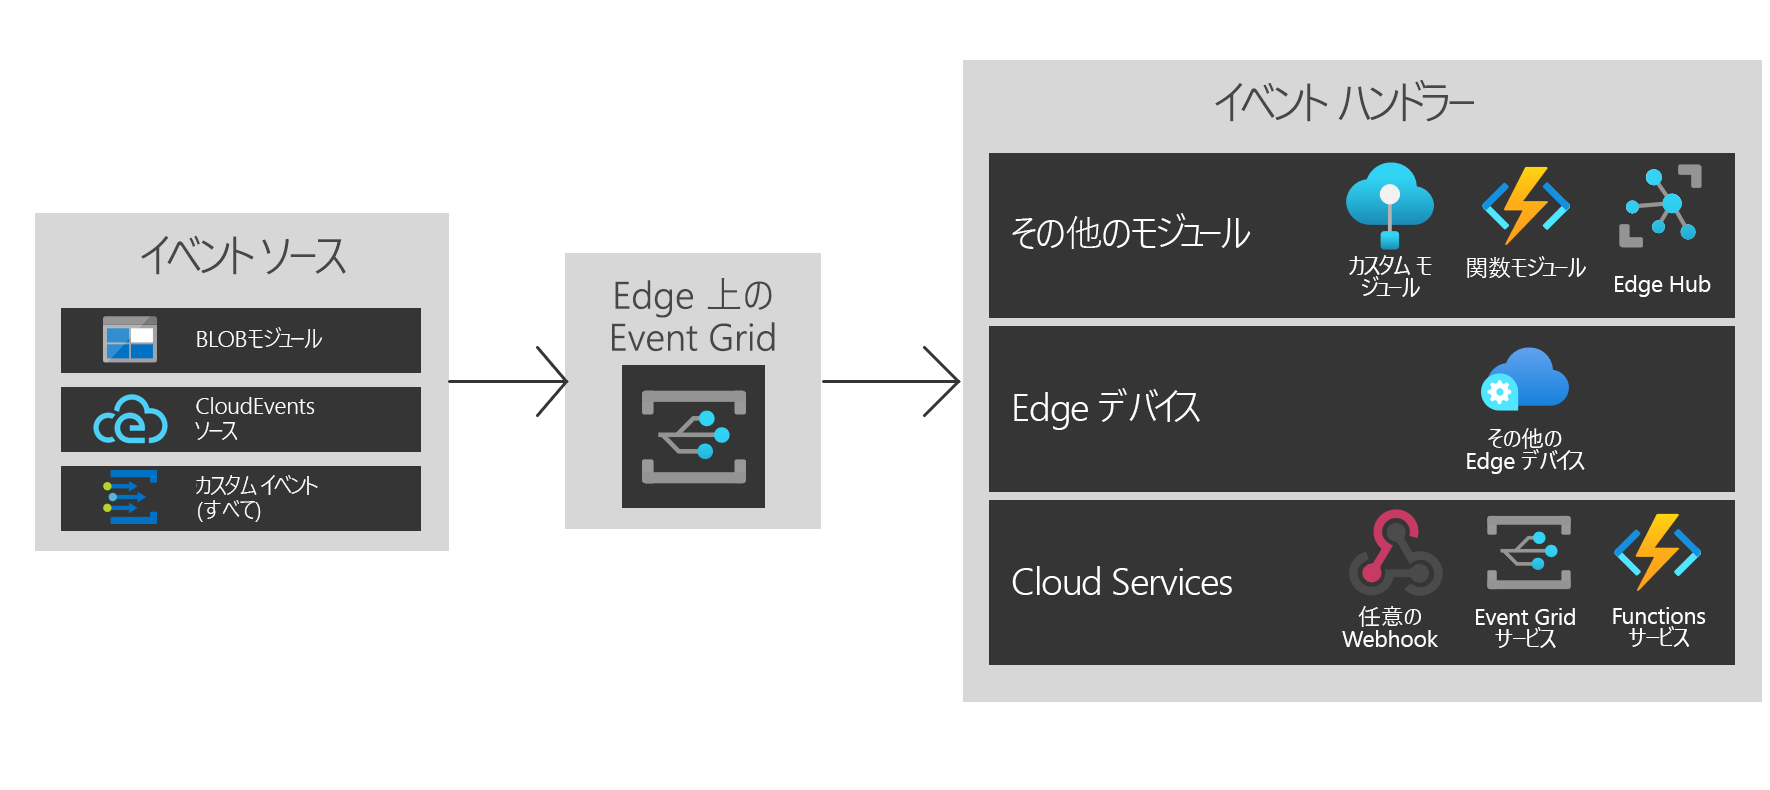 イベント ソース
BLOBモジュール
CloudEvents
ソース
カスタム イベント
(すべて)
Edge 上の
Event Grid
イベント ハンドラー
その他のモジュール
カスタム モ
ジュール
関数モジュール
Edge Hub
Edge デバイス
その他の
Edge デバイス
Cloud Services
任意の
Webhook
Event Grid
サービス
Functions
サービス